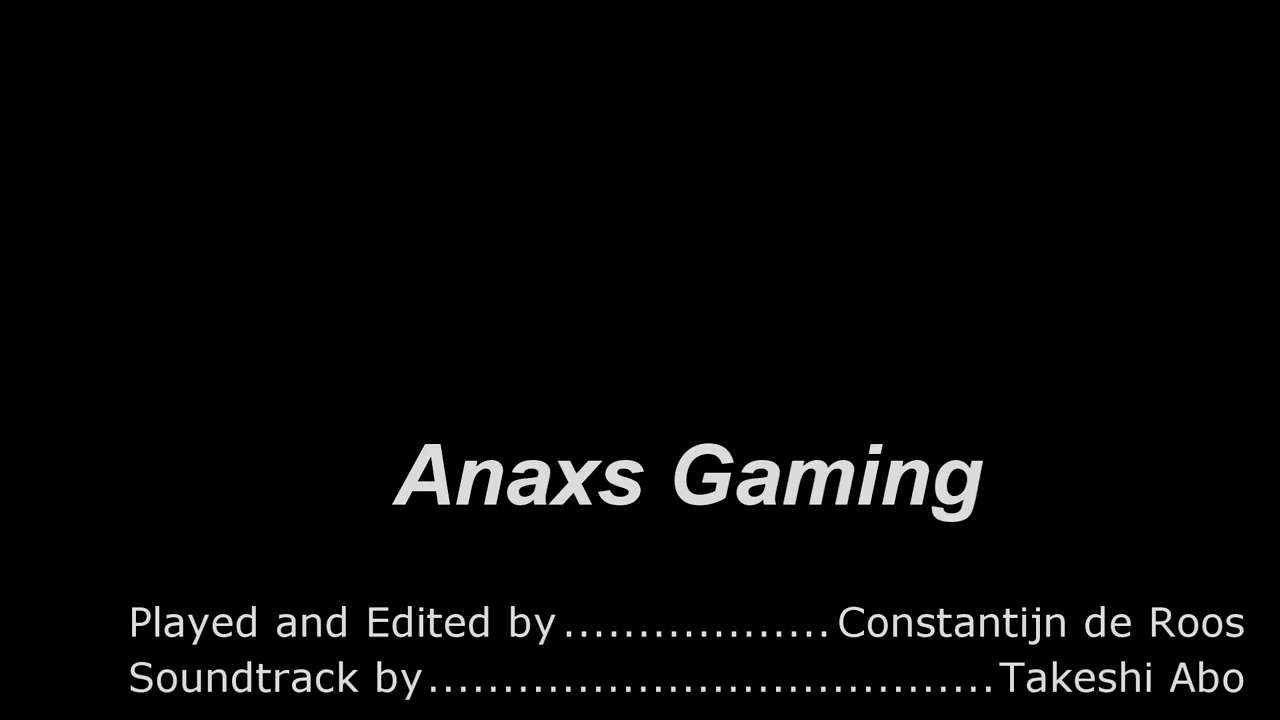 Anaxs Gaming
Played and Edited by..................Constantijn de Roos
Soundtrack by......................................Takeshi Abo